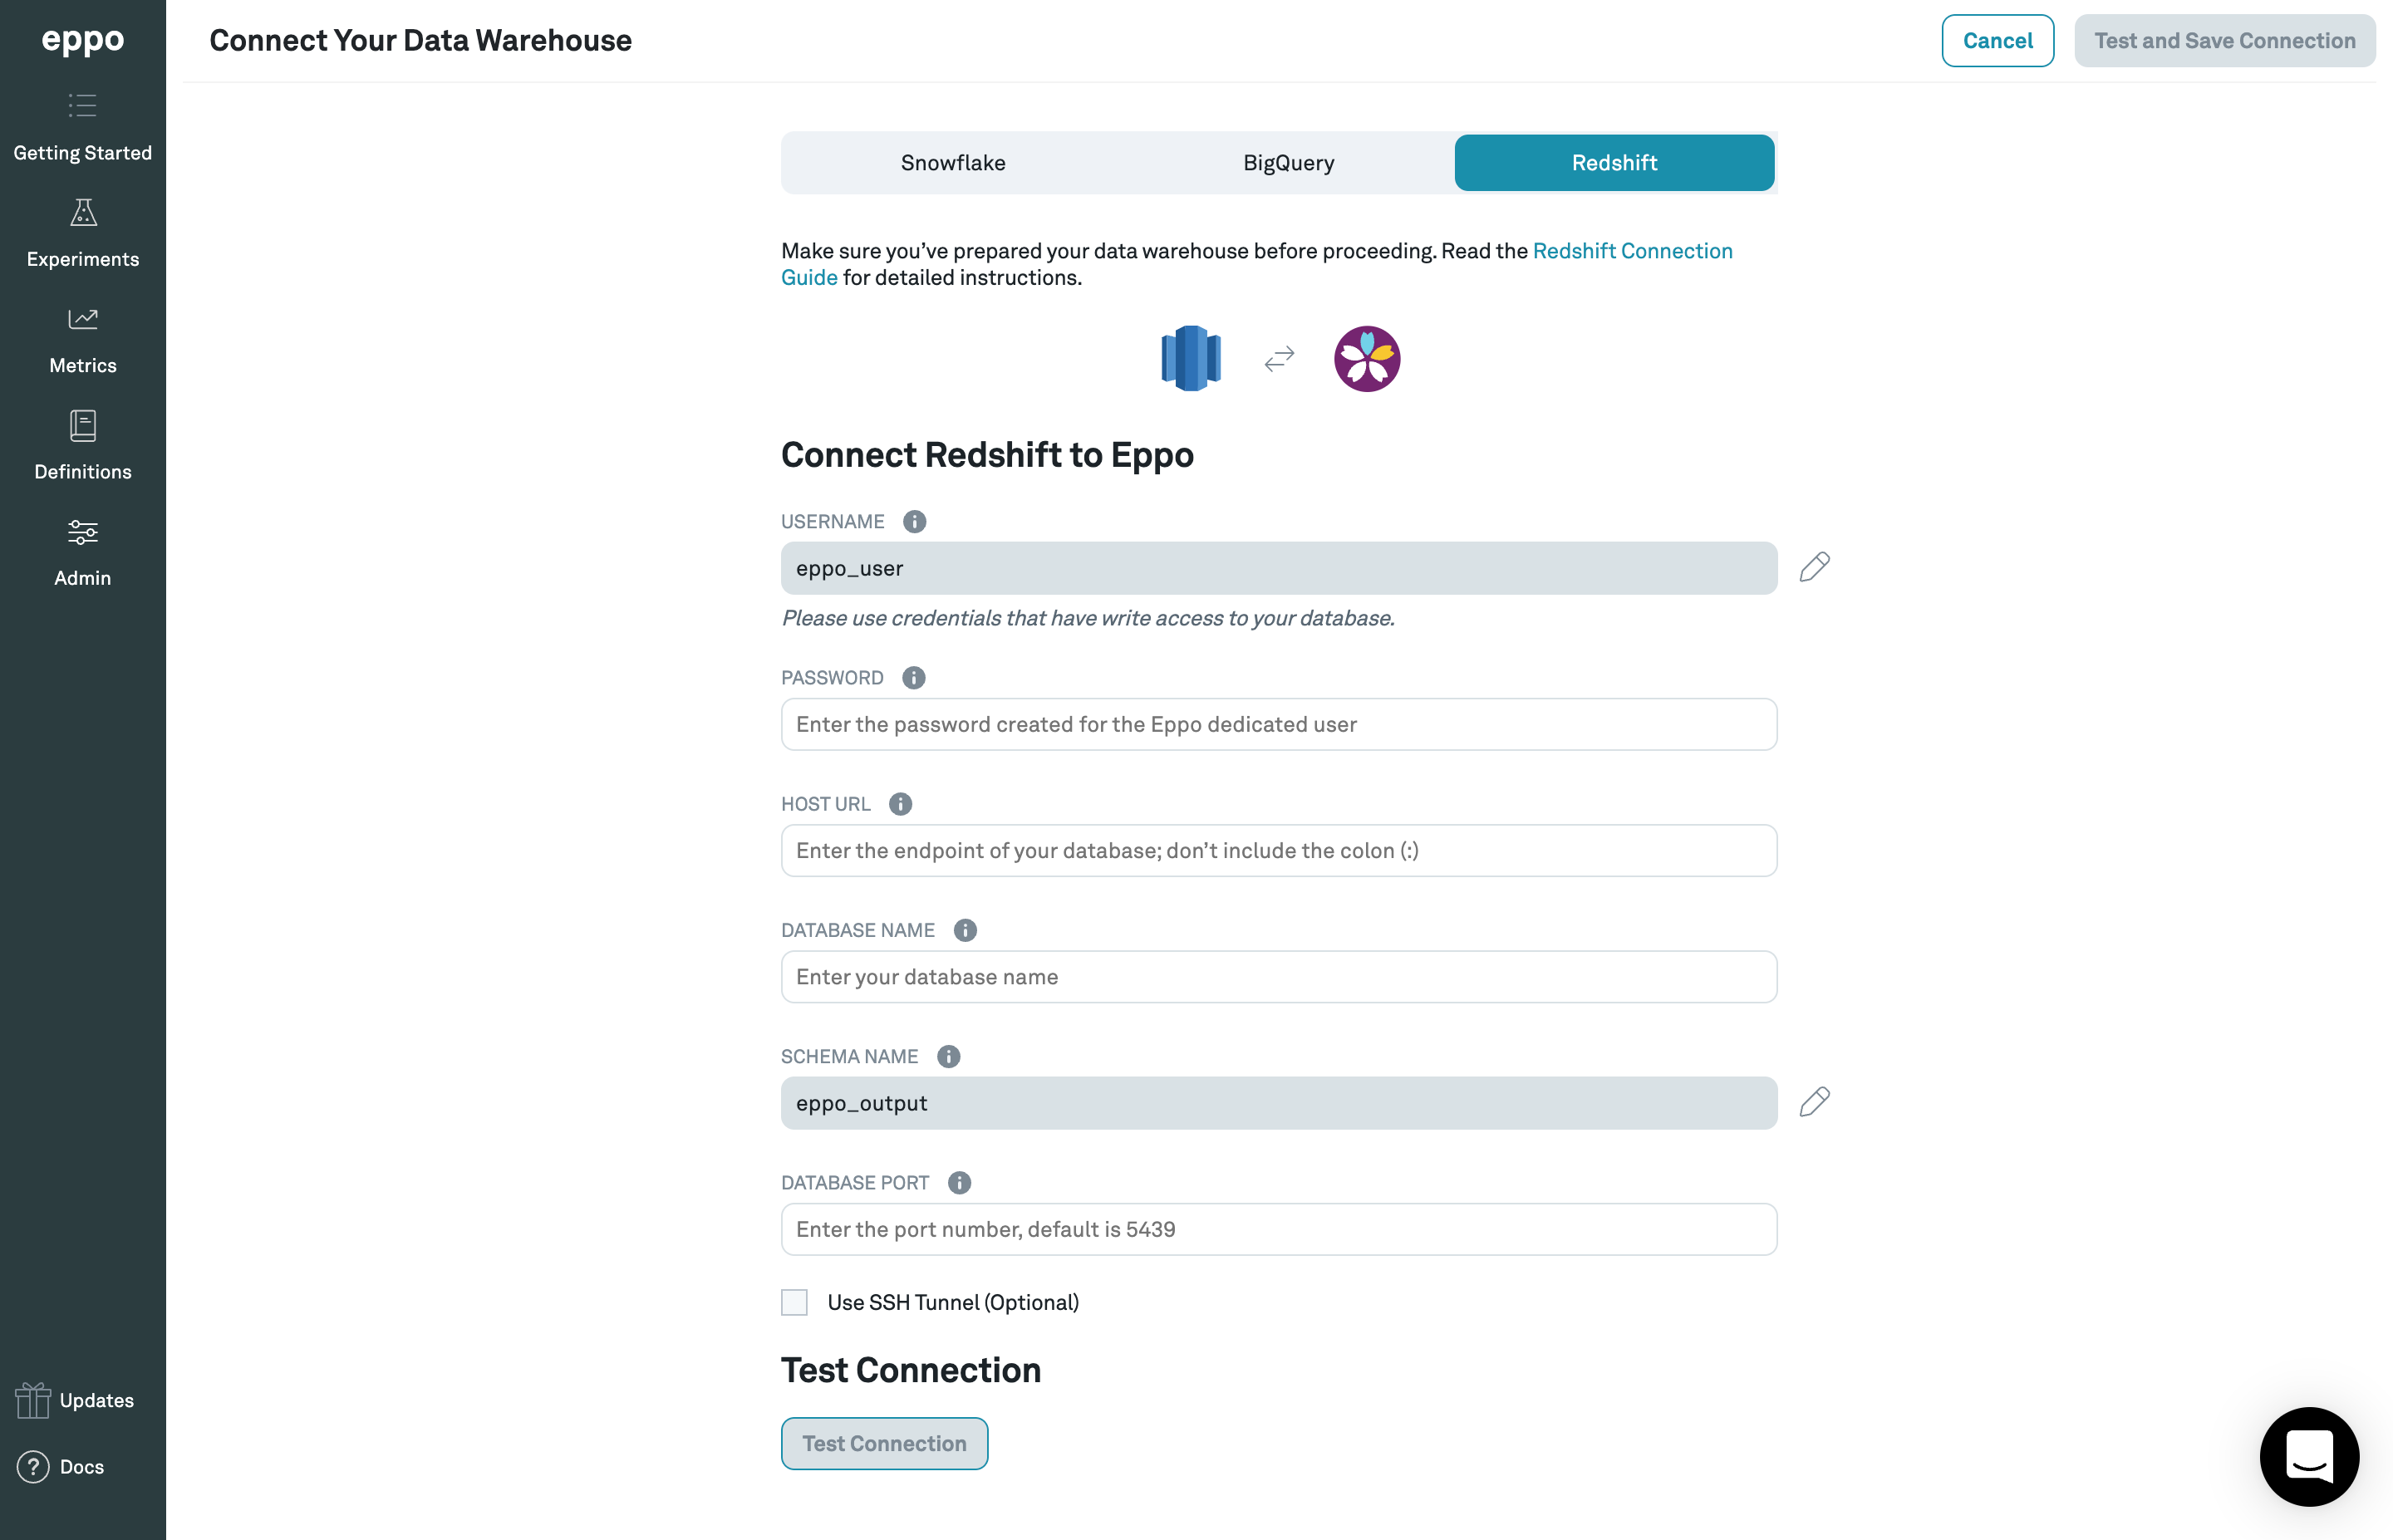 eppo
Getting Started
Experiments
Metrics
Definitions
Admin
Updates
Docs
Connect Your Data Warehouse
Cancel
Test and Save Connection
Snowflake
BigQuery
Redshift
Make sure you’ve prepared your data warehouse before proceeding. Read the Redshift Connection
Guide for detailed instructions.
Connect Redshift to Eppo
USERNAME
eppo_user
Please use credentials that have write access to your database.
PASSWORD
Enter the password created for the Eppo dedicated user
HOST URL
Enter the endpoint of your database; don’t include the colon (:)
DATABASE NAME
Enter your database name
SCHEMA NAME
eppo_output
DATABASE PORT
Enter the port number, default is 5439
Use SSH Tunnel (Optional)
Test Connection
Test Connection